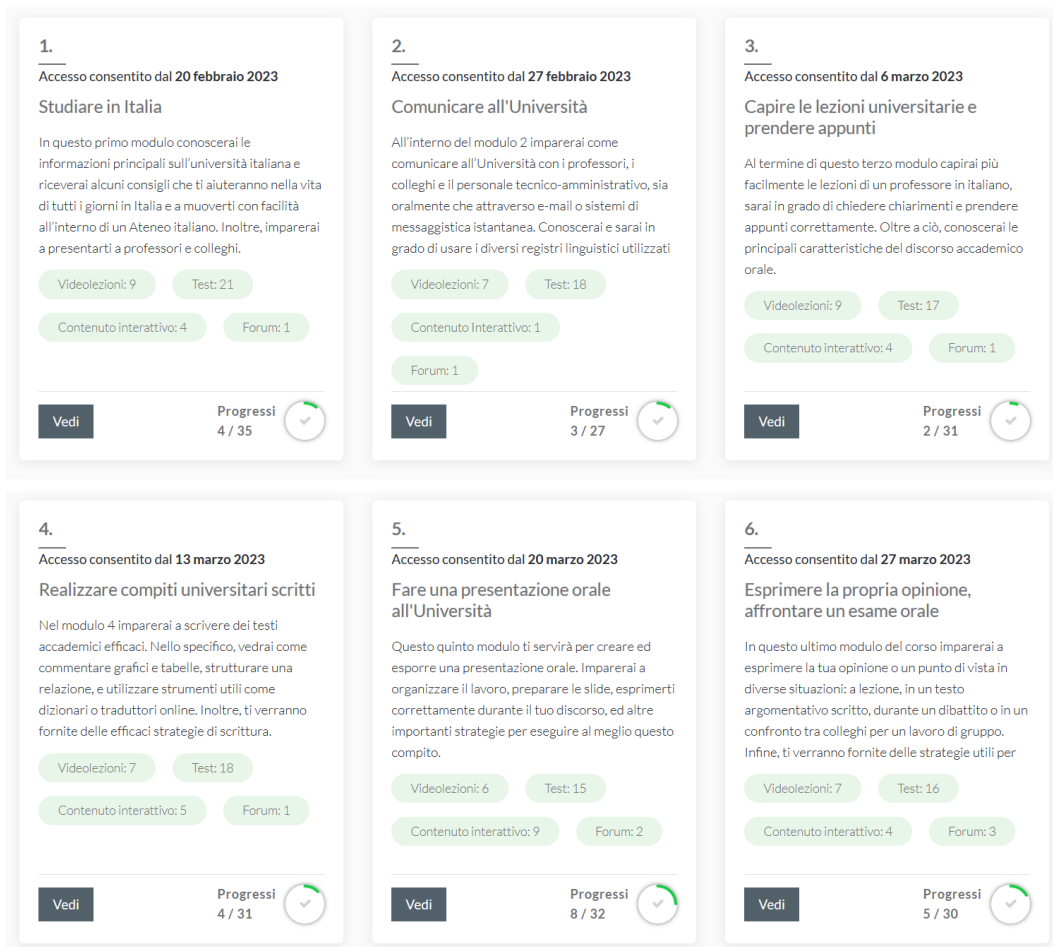 1.
Accesso consentito dal 20 febbraio 2023
Studiare in Italia
In questo primo modulo conoscerai le
informazioni principali sull'università italiana e
riceverai alcuni consigli che ti aiuteranno nella vita
di tutti i giorni in Italia e a muoverti con facilità
all'interno di un Ateneo italiano. Inoltre, imparerai
a presentarti a professori e colleghi.
Videolezioni: 9
Test: 21
Contenuto interattivo: 4
Forum: 1
Vedi
Progressi
4 / 35
2.
Accesso consentito dal 27 febbraio 2023
Comunicare all'Università
All'interno del modulo 2 imparerai come
comunicare all'Università con i professori, i
colleghi e il personale tecnico-amministrativo, sia
oralmente che attraverso e-mail o sistemi di
messaggistica istantanea. Conoscerai e sarai in
grado di usare i diversi registri linguistici utilizzati
Videolezioni: 7
Test: 18
Contenuto Interattivo: 1
Forum: 1
Vedi
Progressi
3 / 27
3.
Accesso consentito dal 6 marzo 2023
Capire le lezioni universitarie e
prendere appunti
Al termine di questo terzo modulo capirai più
facilmente le lezioni di un professore in italiano,
sarai in grado di chiedere chiarimenti e prendere
appunti correttamente. Oltre a ciò, conoscerai le
principali caratteristiche del discorso accademico
orale.
Videolezioni: 9
Test: 17
Contenuto interattivo: 4
Forum: 1
Vedi
Progressi
2 / 31
4.
Accesso consentito dal 13 marzo 2023
Realizzare compiti universitari scritti
Nel modulo 4 imparerai a scrivere dei testi
accademici efficaci. Nello specifico, vedrai come
commentare grafici e tabelle, strutturare una
relazione, e utilizzare strumenti utili come
dizionari o traduttori online. Inoltre, ti verranno
fornite delle efficaci strategie di scrittura.
Videolezioni: 7
Test: 18
Contenuto interattivo: 5
Forum: 1
Vedi
Progressi
4 / 31
5.
Accesso consentito dal 20 marzo 2023
Fare una presentazione orale
all'Università
Questo quinto modulo ti servirà per creare ed
esporre una presentazione orale. Imparerai a
organizzare il lavoro, preparare le slide, esprimerti
correttamente durante il tuo discorso, ed altre
importanti strategie per eseguire al meglio questo
compito.
Videolezioni: 6
Test: 15
Contenuto interattivo: 9
Forum: 2
Vedi
Progressi
8 / 32
6.
Accesso consentito dal 27 marzo 2023
Esprimere la propria opinione,
affrontare un esame orale
In questo ultimo modulo del corso imparerai a
esprimere la tua opinione o un punto di vista in
diverse situazioni: a lezione, in un testo
argomentativo scritto, durante un dibattito o in un
confronto tra colleghi per un lavoro di gruppo.
Infine, ti verranno fornite delle strategie utili per
Videolezioni: 7
Test: 16
Contenuto interattivo: 4
Forum: 3
Vedi
Progressi
5 / 30